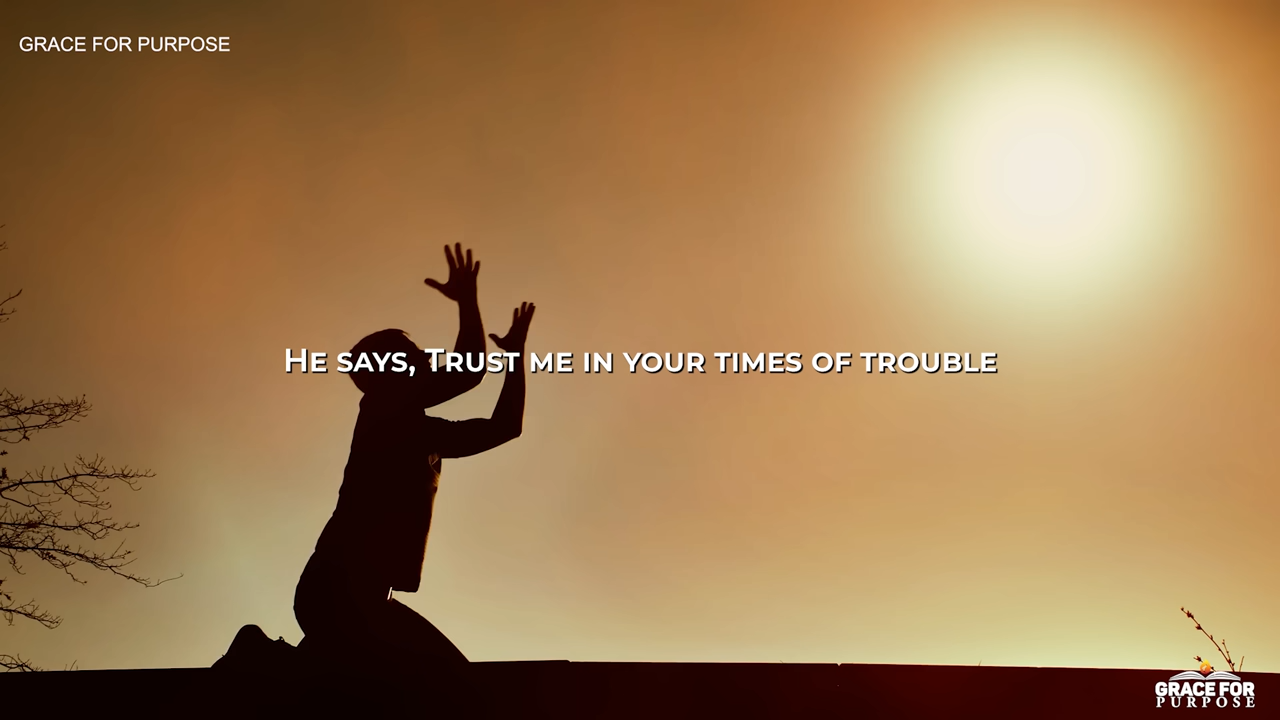 GRACE FOR PURPOSE
He says, Trust me in your times of trouble
GRACE FOR
PURPOSE